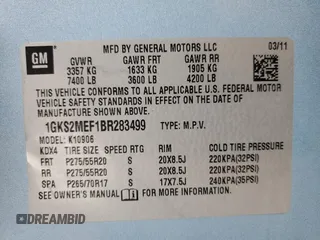 GM
MFD BY GENERAL MOTORS LLC 03/11
GVWR GAWR FRT GAWR RR
3357 KG 1633 KG 1905 KG
7400 LB 3600 LB 4200 LB
THIS VEHICLE CONFORMS TO ALL APPLICABLE U.S. FEDERAL MOTOR
VEHICLE SAFETY STANDARDS IN EFFECT ON THE DATE OF
MANUFACTURE SHOWN ABOVE.
1GKS2MEF1BR283499 TYPE: M.P.V.
MODEL: K10906
KDX4 TIRE SIZE SPEED RTG RIM COLD TIRE PRESSURE
FRT P275/55R20 S 20X8.5J 220KPA(32PSI)
RR P275/55R20 S 20X8.5J 220KPA(32PSI)
SPA P265/70R17 S 17X7.5J 240KPA(35PSI)
SEE OWNER'S MANUAL FOR MORE INFORMATION.
DREAMBID